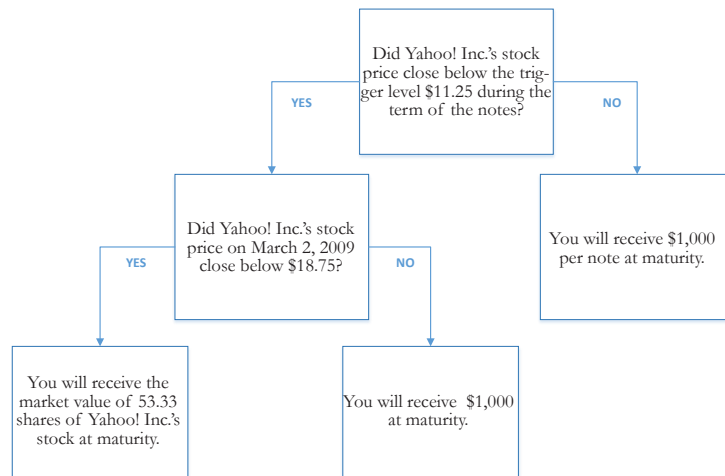 Did Yahoo! Inc.'s stock
price close below the trig-
ger level $11.25 during the
term of the notes?
YES
NO
Did Yahoo! Inc.'s stock
price on March 2, 2009
close below $18.75?
You will receive $1,000
per note at maturity.
YES
NO
You will receive the
market value of 53.33
shares of Yahoo! Inc.'s
stock at maturity.
You will receive $1,000
at maturity.